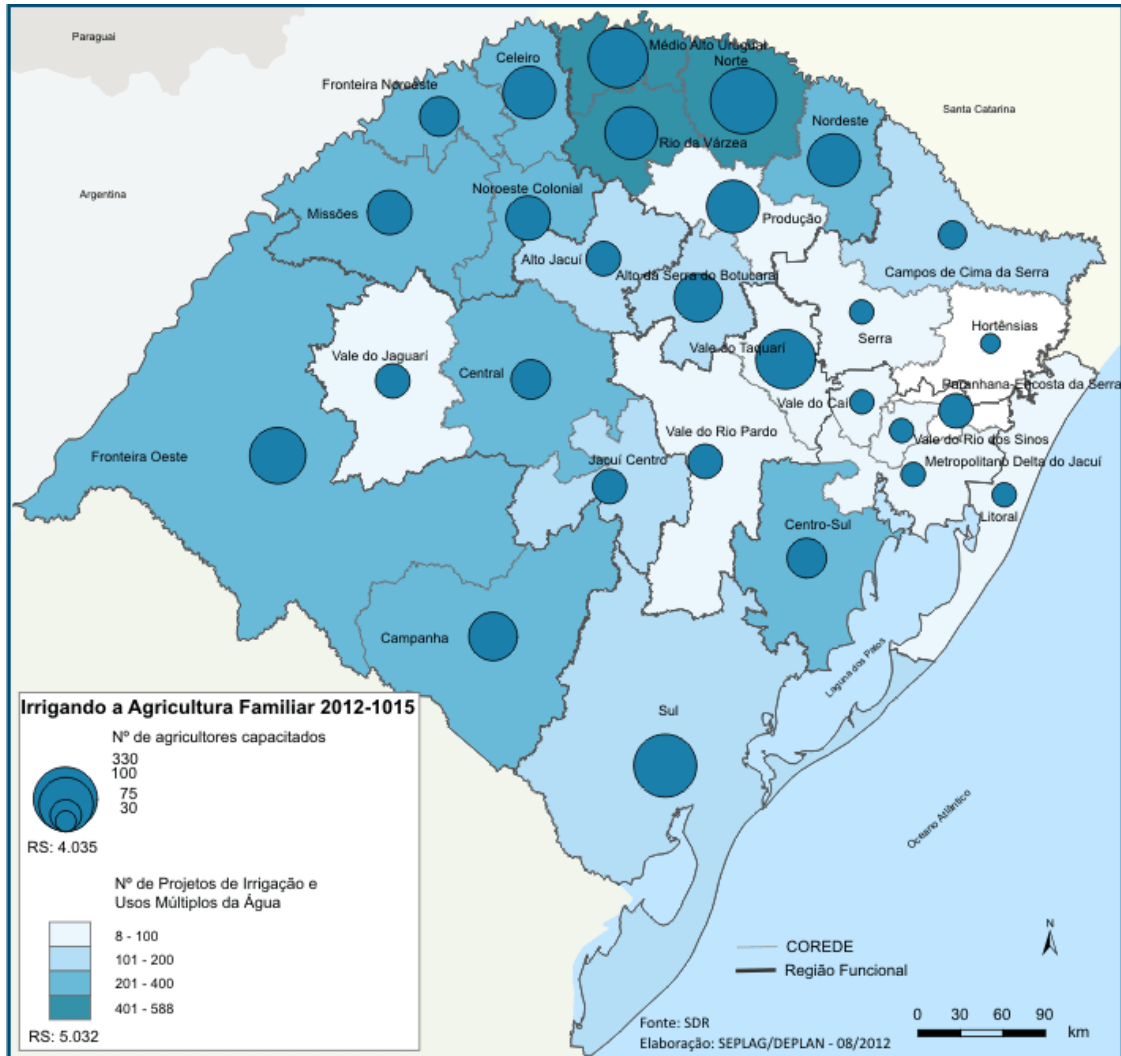 Paraguai
Médio Alto Uruguai
Celeiro
Norte
Fronteira Noroeste
Santa Catarina
Nordeste
Rio da Várzea
Argentina
Noroeste Colonial
Missões
Produção
Alto Jacuí
Alto da Serra do Botucaraí
Campos de Cima da Serra
Hortênsias
Serra
Vale do Taquarí
Vale do Jaguarí
Central
Paranhana-Encosta da Serra
Vale do Caí
Vale do Rio Pardo
Vale do Rio dos Sinos
Fronteira Oeste
Jacuí Centro
Metropolitano Delta do Jacuí
Litoral
Centro-Sul
Campanha
Laguna dos Patos
Sul
Oceano Atlântico
Irrigando a Agricultura Familiar 2012-1015
Nº de agricultores capacitados
330
100
75
30
RS: 4.035
Nº de Projetos de Irrigação e
Usos Múltiplos da Água
8 - 100
101 - 200
201 - 400
401 - 588
RS: 5.032
COREDE
Região Funcional
N
Fonte: SDR
Elaboração: SEPLAG/DEPLAN - 08/2012
0 30 60 90
km